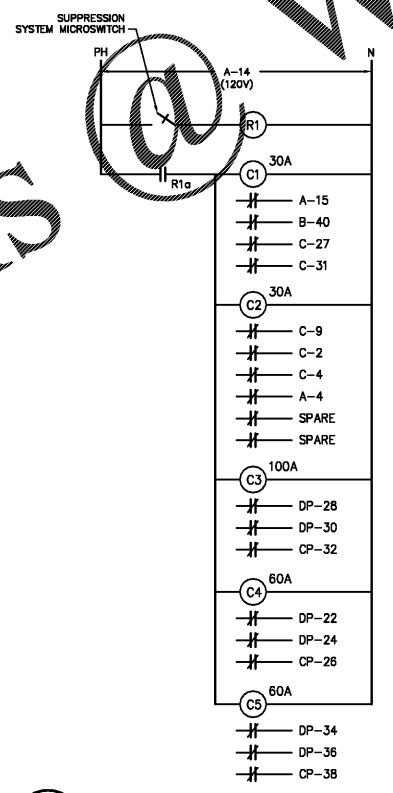 SUPPRESSION
SYSTEM MICROSWITCH
PH
N
A-14
(120V)
R1
R1a
C1 30A
A-15
B-40
C-27
C-31
C2 30A
C-9
C-2
C-4
A-4
SPARE
SPARE
C3 100A
DP-28
DP-30
CP-32
C4 60A
DP-22
DP-24
CP-26
C5 60A
DP-34
DP-36
CP-38